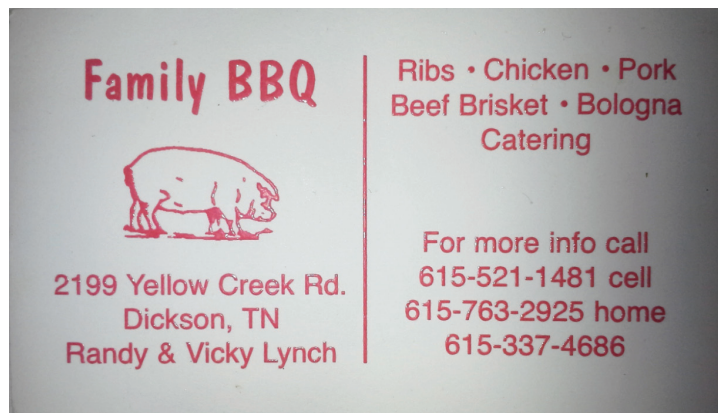 Family BBQ
2199 Yellow Creek Rd.
Dickson, TN
Randy & Vicky Lynch
Ribs • Chicken • Pork
Beef Brisket • Bologna
Catering
For more info call
615-521-1481 cell
615-763-2925 home
615-337-4686